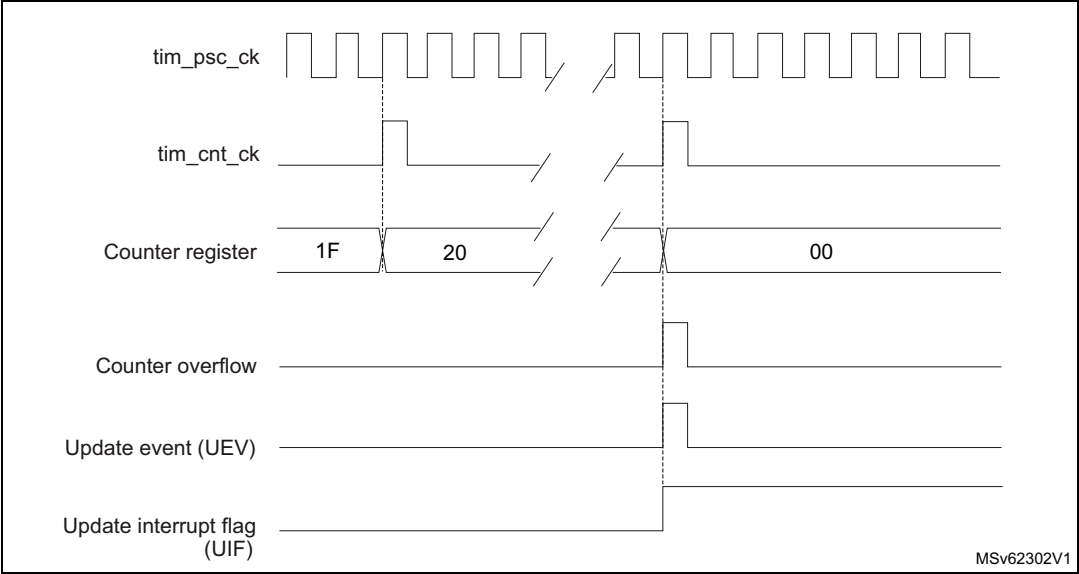 tim_psc_ck
tim_cnt_ck
Counter register
1F
20
00
Counter overflow
Update event (UEV)
Update interrupt flag
(UIF)
MSv62302V1